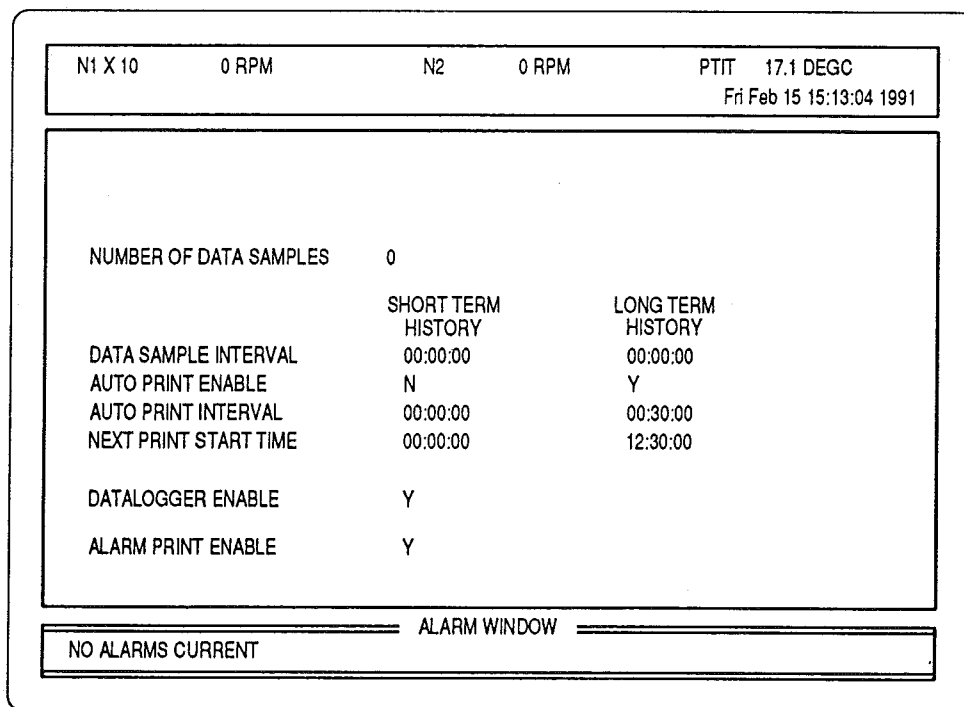 N1 X 10 0 RPM N2 0 RPM PTIT 17.1 DEGC
Fri Feb 15 15:13:04 1991
NUMBER OF DATA SAMPLES 0
SHORT TERM LONG TERM
HISTORY HISTORY
DATA SAMPLE INTERVAL 00:00:00 00:00:00
AUTO PRINT ENABLE N Y
AUTO PRINT INTERVAL 00:00:00 00:30:00
NEXT PRINT START TIME 00:00:00 12:30:00
DATALOGGER ENABLE Y
ALARM PRINT ENABLE Y
ALARM WINDOW
NO ALARMS CURRENT